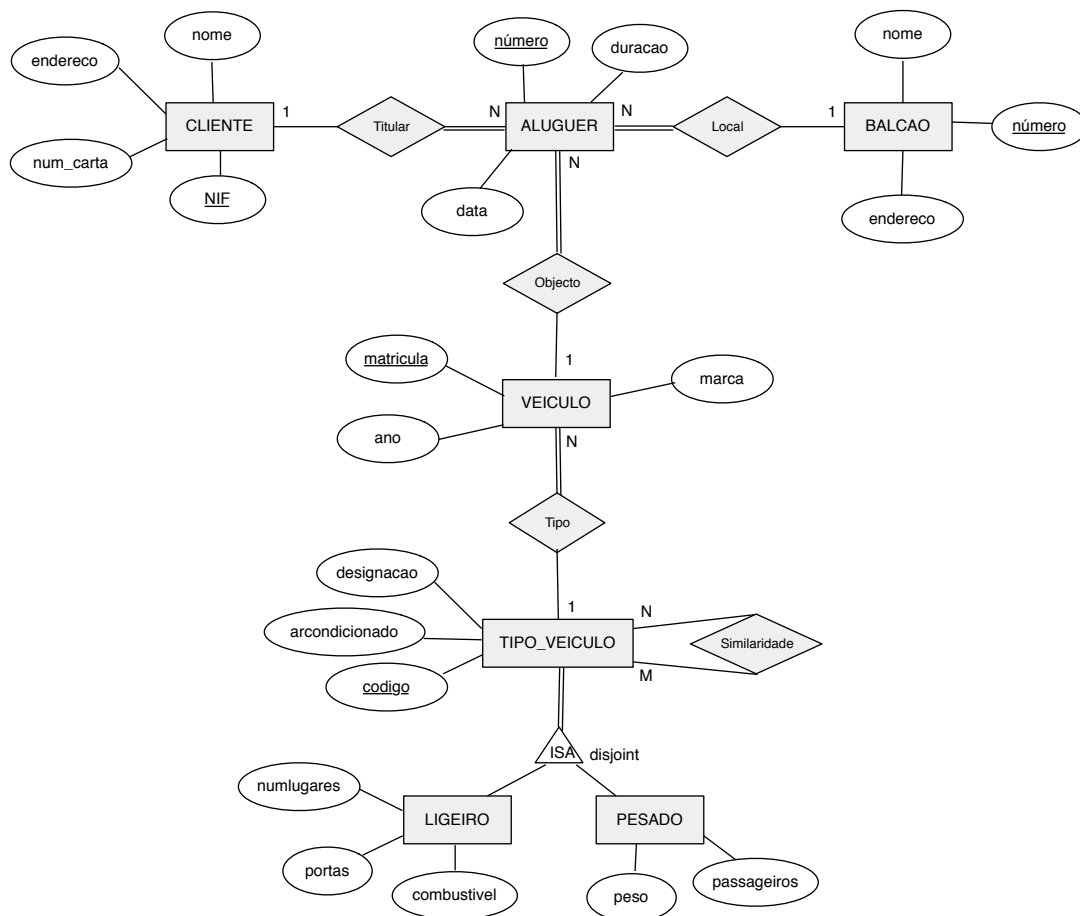 nome
número
duracao
nome
endereco
CLIENTE
1
Titular
N
ALUGUER
N
Local
1
BALCAO
número
num_carta
NIF
data
N
endereco
Objecto
matricula
1
marca
VEICULO
ano
N
Tipo
designacao
1
N
arcondicionado
TIPO_VEICULO
Similaridade
codigo
M
ISA
disjoint
numlugares
LIGEIRO
PESADO
portas
combustivel
peso
passageiros